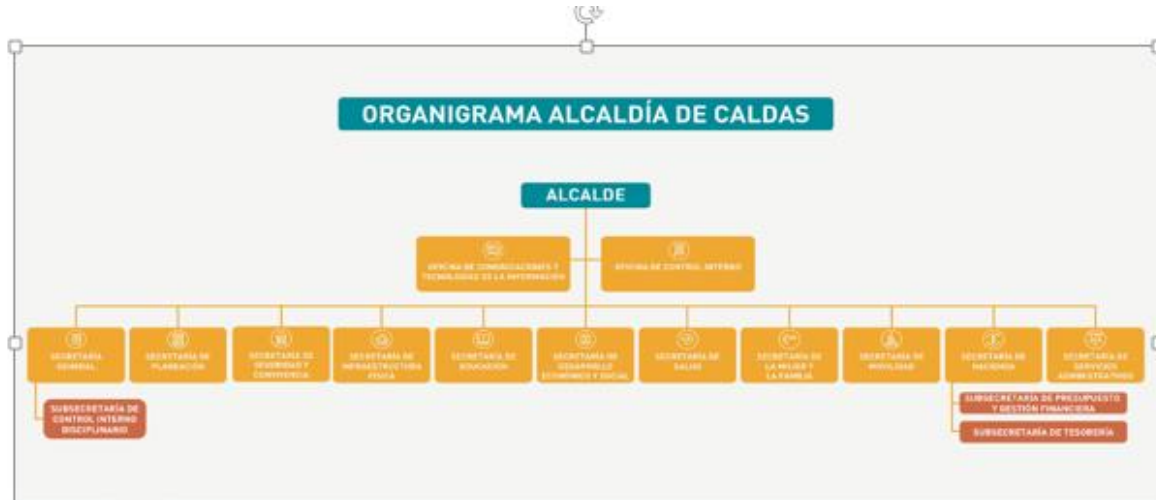 ORGANIGRAMA ALCALDÍA DE CALDAS
ALCALDE
OFICINA DE COMUNICACIONES Y
TECNOLOGÍAS DE LA INFORMACIÓN
OFICINA DE CONTROL INTERNO
SECRETARÍA
GENERAL
SECRETARÍA DE
PLANEACIÓN
SECRETARÍA DE
SEGURIDAD Y
CONVIVENCIA
SECRETARÍA DE
INFRAESTRUCTURA
FÍSICA
SECRETARÍA DE
EDUCACIÓN
SECRETARÍA DE
DESARROLLO
ECONÓMICO Y SOCIAL
SECRETARÍA DE
SALUD
SECRETARÍA DE
LA MUJER Y
LA FAMILIA
SECRETARÍA DE
MOVILIDAD
SECRETARÍA DE
HACIENDA
SECRETARÍA DE
SERVICIOS
ADMINISTRATIVOS
SUBSECRETARÍA DE
CONTROL INTERNO
DISCIPLINARIO
SUBSECRETARÍA DE PRESUPUESTO
Y GESTIÓN FINANCIERA
SUBSECRETARÍA DE TESORERÍA